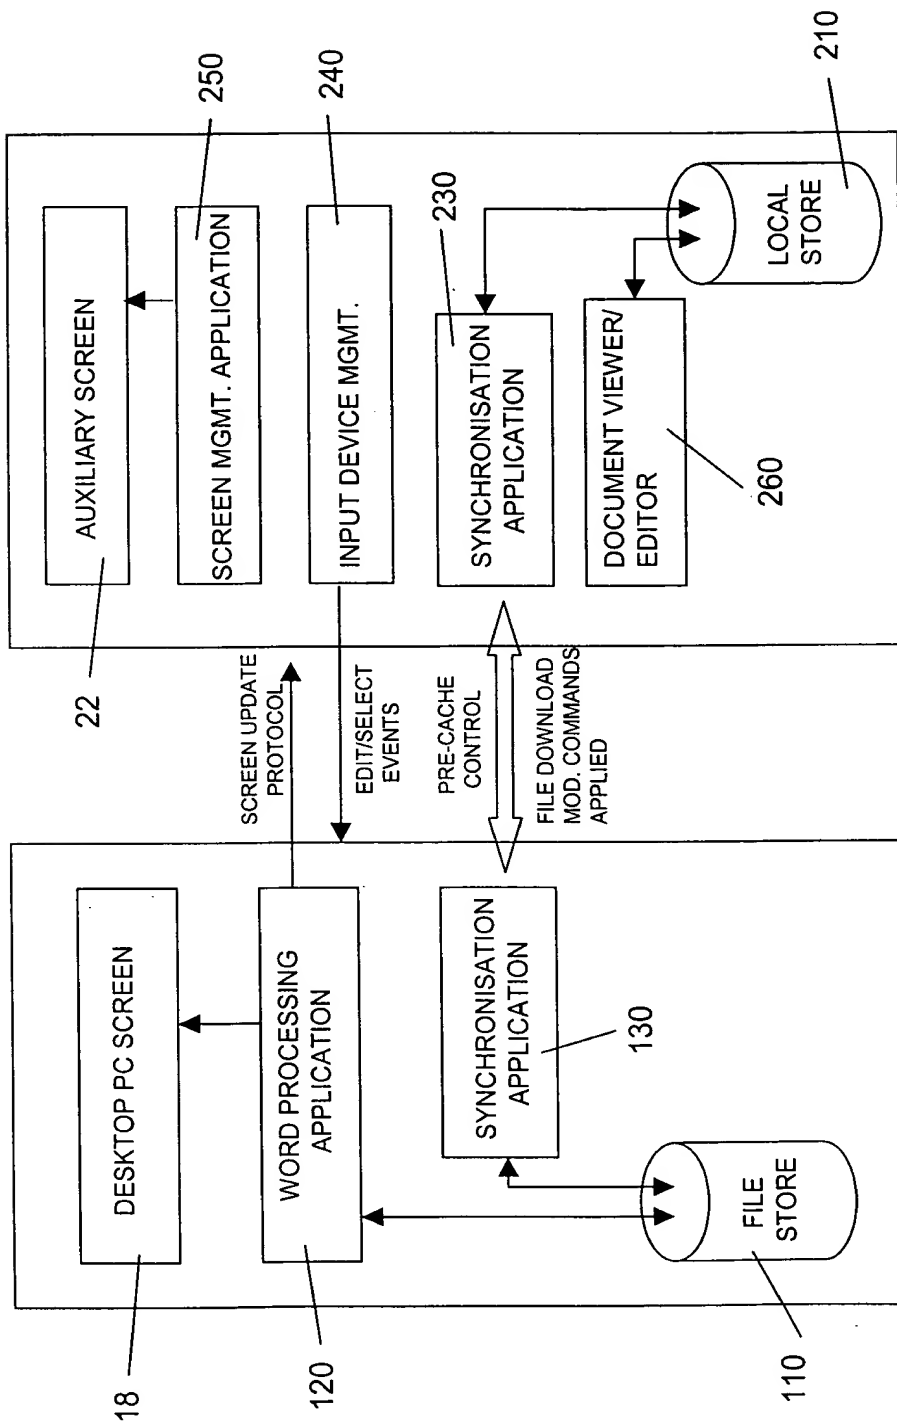 18
DESKTOP PC SCREEN
120
WORD PROCESSING
APPLICATION
SYNCHRONISATION
APPLICATION
130
110
FILE
STORE
SCREEN UPDATE
PROTOCOL
EDIT/SELECT
EVENTS
PRE-CACHE
CONTROL
FILE DOWNLOAD
MOD. COMMANDS
APPLIED
22
AUXILIARY SCREEN
250
SCREEN MGMT. APPLICATION
240
INPUT DEVICE MGMT.
230
SYNCHRONISATION
APPLICATION
DOCUMENT VIEWER/
EDITOR
260
LOCAL
STORE
210